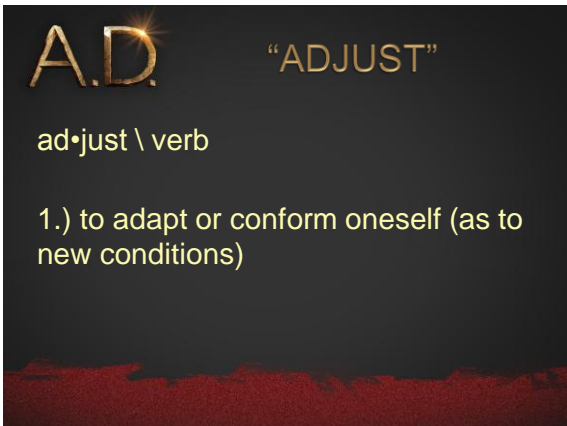 A.D.
“ADJUST”
ad•just \ verb
1.) to adapt or conform oneself (as to
new conditions)